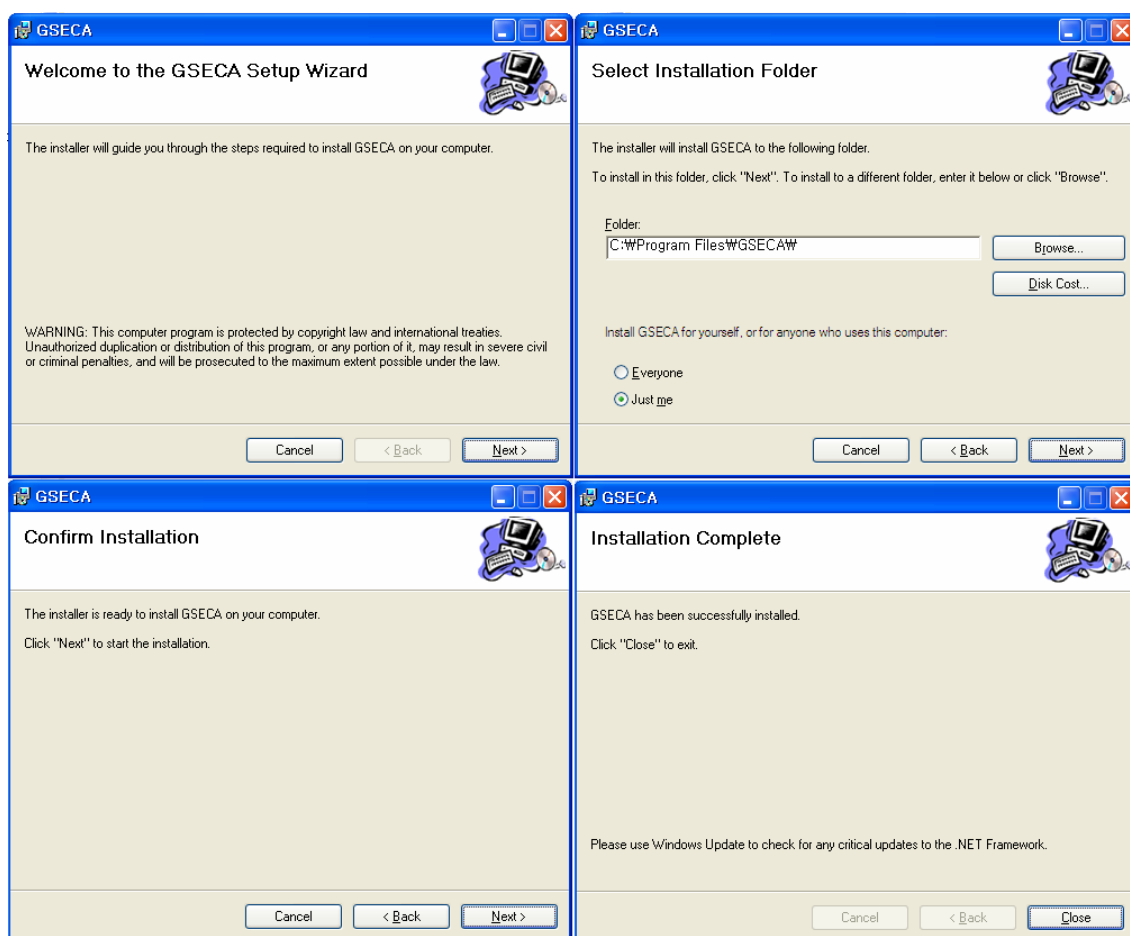 GSECA
Welcome to the GSECA Setup Wizard
The installer will guide you through the steps required to install GSECA on your computer.
WARNING: This computer program is protected by copyright law and international treaties.
Unauthorized duplication or distribution of this program, or any portion of it, may result in severe civil
or criminal penalties, and will be prosecuted to the maximum extent possible under the law.
Cancel
< Back
Next >
GSECA
Select Installation Folder
The installer will install GSECA to the following folder.
To install in this folder, click "Next". To install to a different folder, enter it below or click "Browse".
Folder:
C:₩Program Files₩GSECA₩
Browse...
Disk Cost...
Install GSECA for yourself, or for anyone who uses this computer:
Everyone
Just me
Cancel
< Back
Next >
GSECA
Confirm Installation
The installer is ready to install GSECA on your computer.
Click "Next" to start the installation.
Cancel
< Back
Next >
GSECA
Installation Complete
GSECA has been successfully installed.
Click "Close" to exit.
Please use Windows Update to check for any critical updates to the .NET Framework.
Cancel
< Back
Close